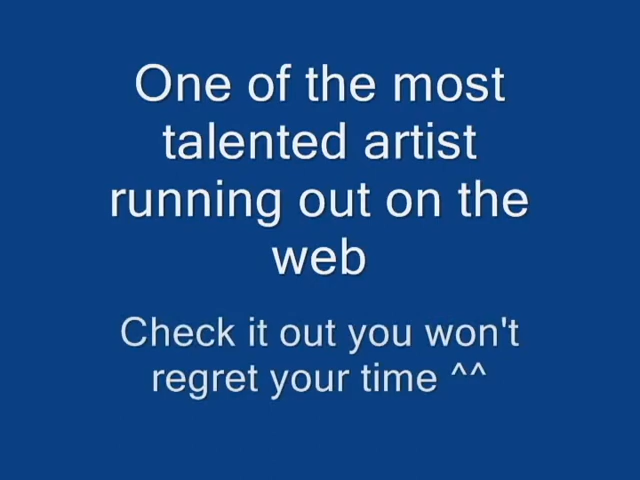 One of the most
talented artist
running out on the
web
Check it out you won't
regret your time ^^